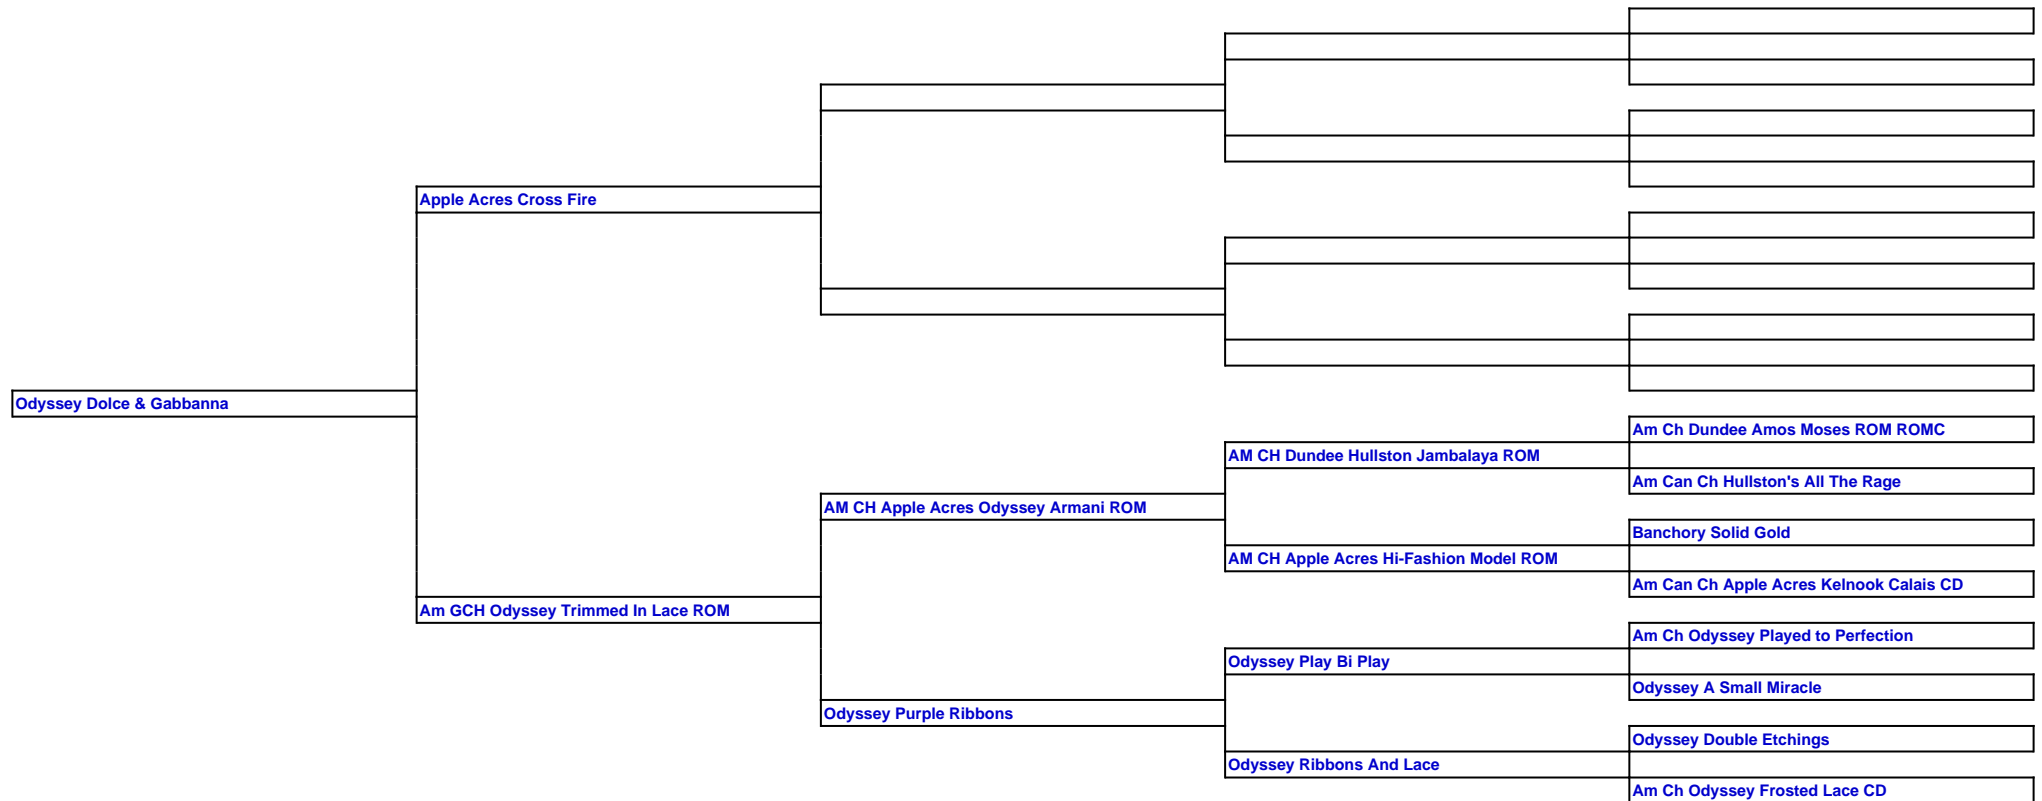 Apple Acres Cross Fire
Odyssey Dolce & Gabbanna
Am Ch Dundee Amos Moses ROM ROMC
AM CH Dundee Hullston Jambalaya ROM
Am Can Ch Hullston's All The Rage
AM CH Apple Acres Odyssey Armani ROM
Banchory Solid Gold
AM CH Apple Acres Hi-Fashion Model ROM
Am Can Ch Apple Acres Kelnook Calais CD
Am GCH Odyssey Trimmed In Lace ROM
Am Ch Odyssey Played to Perfection
Odyssey Play Bi Play
Odyssey A Small Miracle
Odyssey Purple Ribbons
Odyssey Double Etchings
Odyssey Ribbons And Lace
Am Ch Odyssey Frosted Lace CD